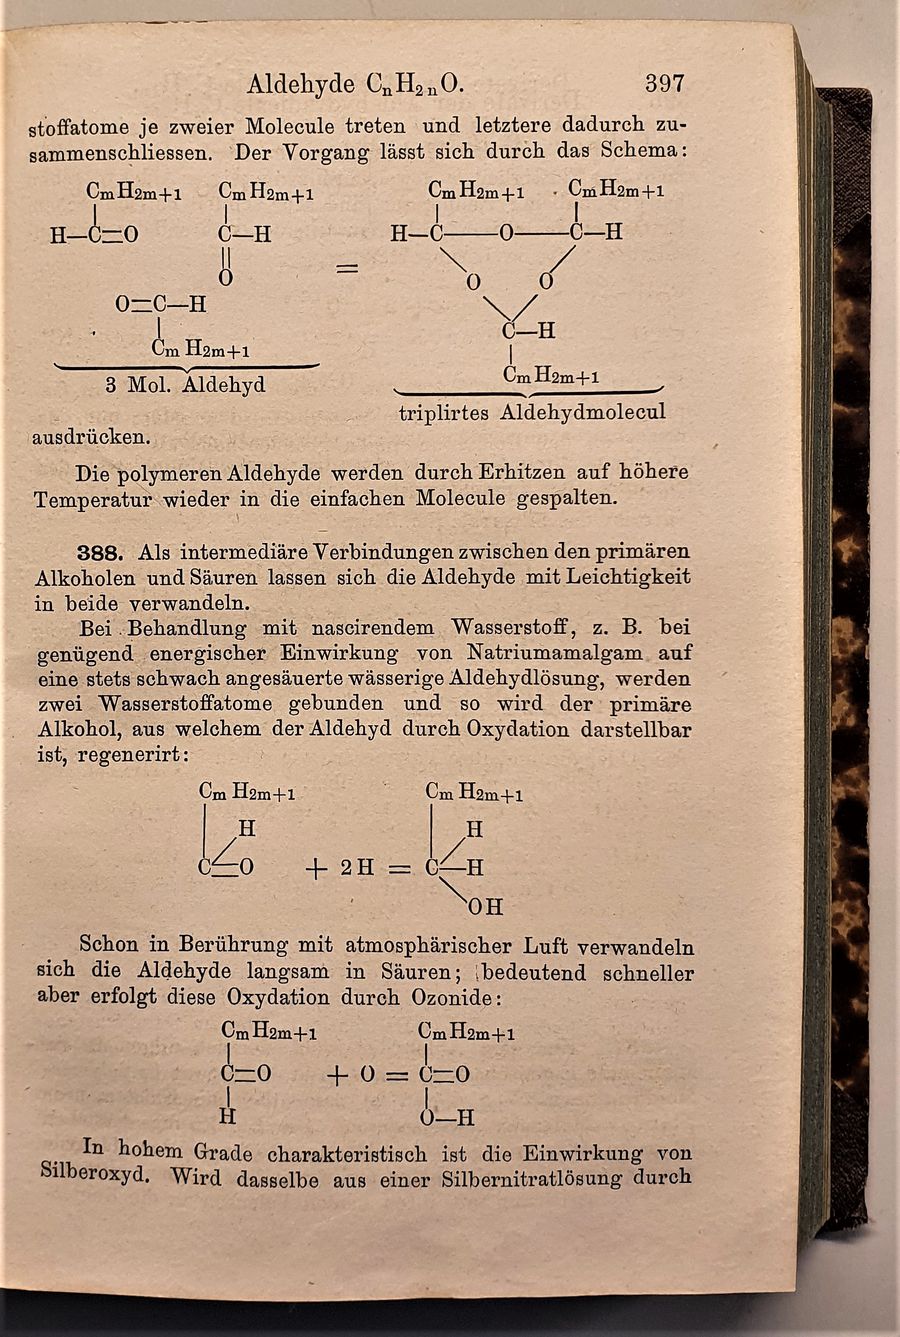 Aldehyde CnH2nO. 397
stoffatome je zweier Molecule treten und letztere dadurch zu-
sammenschliessen. Der Vorgang lässt sich durch das Schema:
CmH2m+1 CmH2m+1 CmH2m+1 CmH2m+1
H—C=O C—H H—C—O—C—H
O = O O
O=C—H C—H
CmH2m+1 CmH2m+1
3 Mol. Aldehyd
triplirtes Aldehydmolecul
ausdrücken.
Die polymeren Aldehyde werden durch Erhitzen auf höhere
Temperatur wieder in die einfachen Molecule gespalten.
388. Als intermediäre Verbindungen zwischen den primären
Alkoholen und Säuren lassen sich die Aldehyde mit Leichtigkeit
in beide verwandeln.
Bei Behandlung mit nascirendem Wasserstoff, z. B. bei
genügend energischer Einwirkung von Natriumamalgam auf
eine stets schwach angesäuerte wässerige Aldehydlösung, werden
zwei Wasserstoffatome gebunden und so wird der primäre
Alkohol, aus welchem der Aldehyd durch Oxydation darstellbar
ist, regenerirt:
CmH2m+1 CmH2m+1
H H
C=O + 2H = C—H
OH
Schon in Berührung mit atmosphärischer Luft verwandeln
sich die Aldehyde langsam in Säuren; bedeutend schneller
aber erfolgt diese Oxydation durch Ozonide:
CmH2m+1 CmH2m+1
C=O + O = C=O
H O—H
In hohem Grade charakteristisch ist die Einwirkung von
Silberoxyd. Wird dasselbe aus einer Silbernitratlösung durch